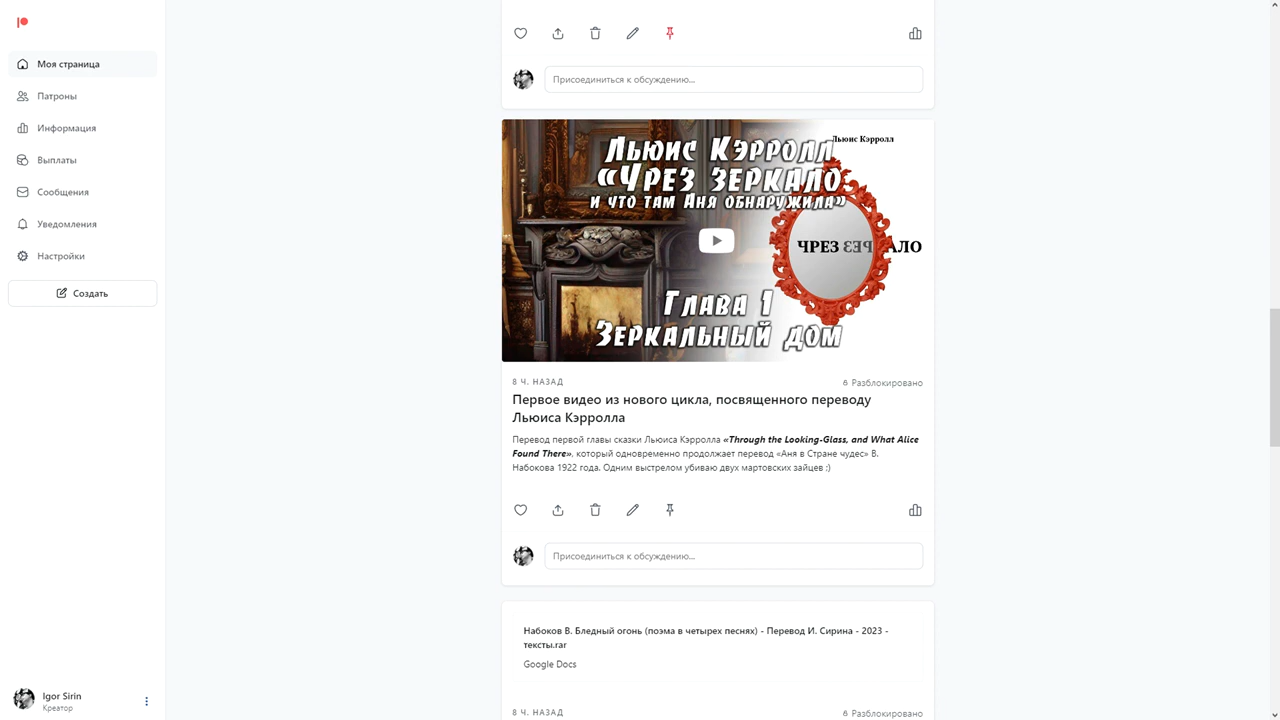 Моя страница
Патроны
Информация
Выплаты
Сообщения
Уведомления
Настройки
Создать
Igor Sirin
Креатор
Присоединиться к обсуждению...
Льюис Кэрролл
«Чрез зеркало
и что там Аня обнаружила»
Льюис Кэрролл
ЧРЕЗ ЗЕРКАЛО
Глава 1
Зеркальный дом
8 Ч. НАЗАД
Разблокировано
Первое видео из нового цикла, посвященного переводу
Льюиса Кэрролла
Перевод первой главы сказки Льюиса Кэрролла «Through the Looking-Glass, and What Alice
Found There», который одновременно продолжает перевод «Аня в Стране чудес» В.
Набокова 1922 года. Одним выстрелом убиваю двух мартовских зайцев ;)
Присоединиться к обсуждению...
Набоков В. Бледный огонь (поэма в четырех песнях) - Перевод И. Сирина - 2023 -
тексты.rar
Google Docs
8 Ч. НАЗАД
Разблокировано